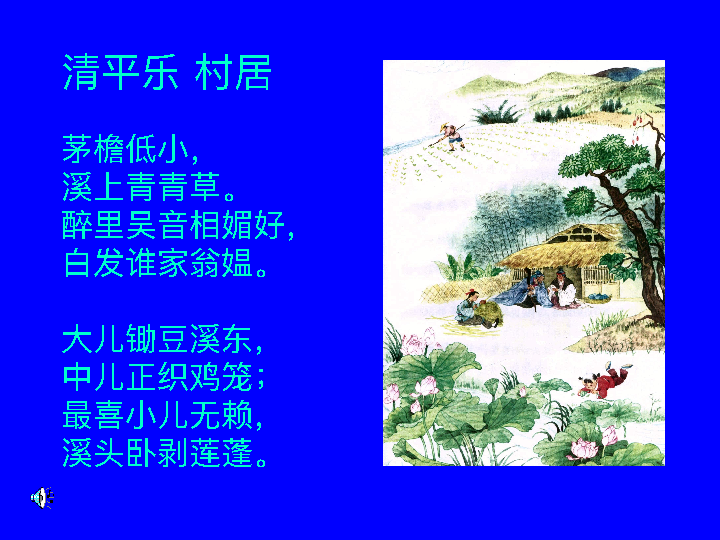 清平乐 村居
茅檐低小，
溪上青青草。
醉里吴音相媚好，
白发谁家翁媪。
大儿锄豆溪东，
中儿正织鸡笼；
最喜小儿无赖，
溪头卧剥莲蓬。